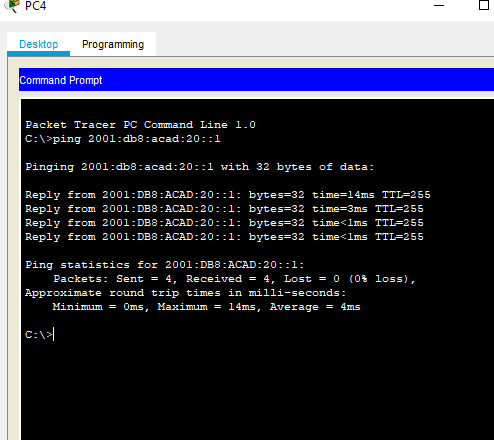 PC4
Desktop Programming
Command Prompt
Packet Tracer PC Command Line 1.0
C:\>ping 2001:db8:acad:20::1
Pinging 2001:db8:acad:20::1 with 32 bytes of data:
Reply from 2001:DB8:ACAD:20::1: bytes=32 time=14ms TTL=255
Reply from 2001:DB8:ACAD:20::1: bytes=32 time=3ms TTL=255
Reply from 2001:DB8:ACAD:20::1: bytes=32 time<1ms TTL=255
Reply from 2001:DB8:ACAD:20::1: bytes=32 time<1ms TTL=255
Ping statistics for 2001:DB8:ACAD:20::1:
    Packets: Sent = 4, Received = 4, Lost = 0 (0% loss),
Approximate round trip times in milli-seconds:
    Minimum = 0ms, Maximum = 14ms, Average = 4ms
C:\>